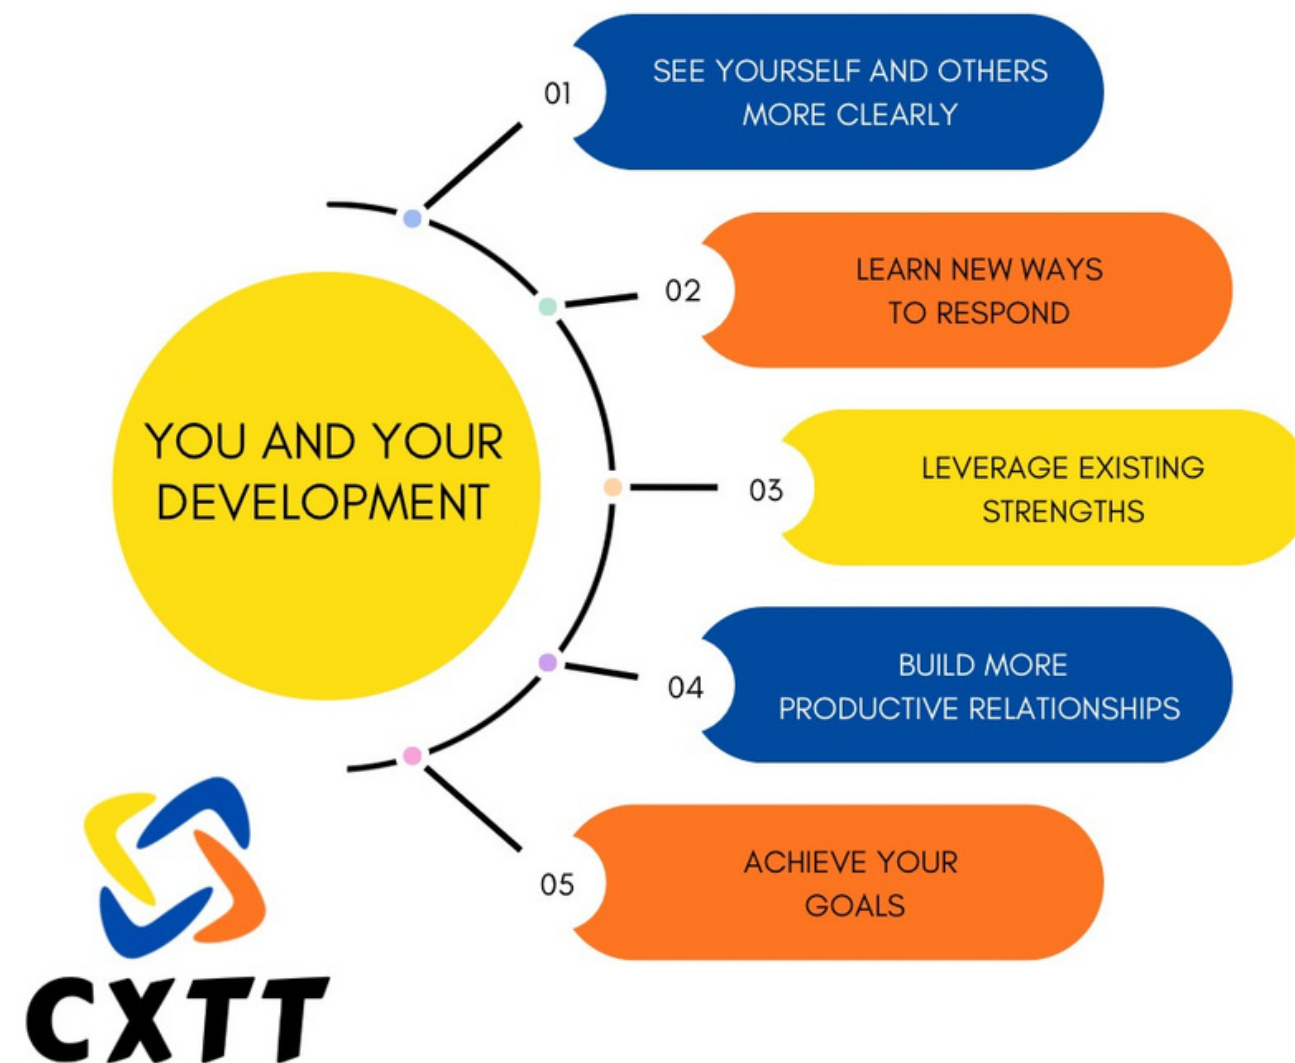 01
SEE YOURSELF AND OTHERS
MORE CLEARLY
02
LEARN NEW WAYS
TO RESPOND
YOU AND YOUR
DEVELOPMENT
03
LEVERAGE EXISTING
STRENGTHS
04
BUILD MORE
PRODUCTIVE RELATIONSHIPS
05
ACHIEVE YOUR
GOALS
CXTT